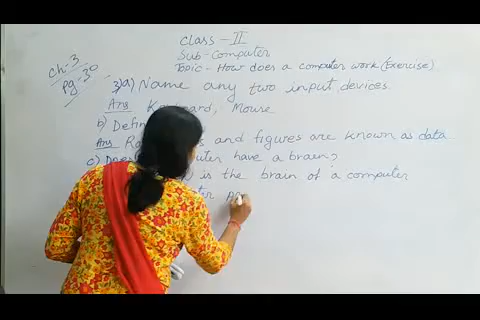 Class - II
Sub - Computer
Topic - How does a computer work (Exercise)
Ch-3
Pg-30
3) a) Name any two input devices.
Ans Keyboard, Mouse
b) Defin
Ans Ra and figures are known as data
c) Does uter have a brain?
is the brain of a computer
ter